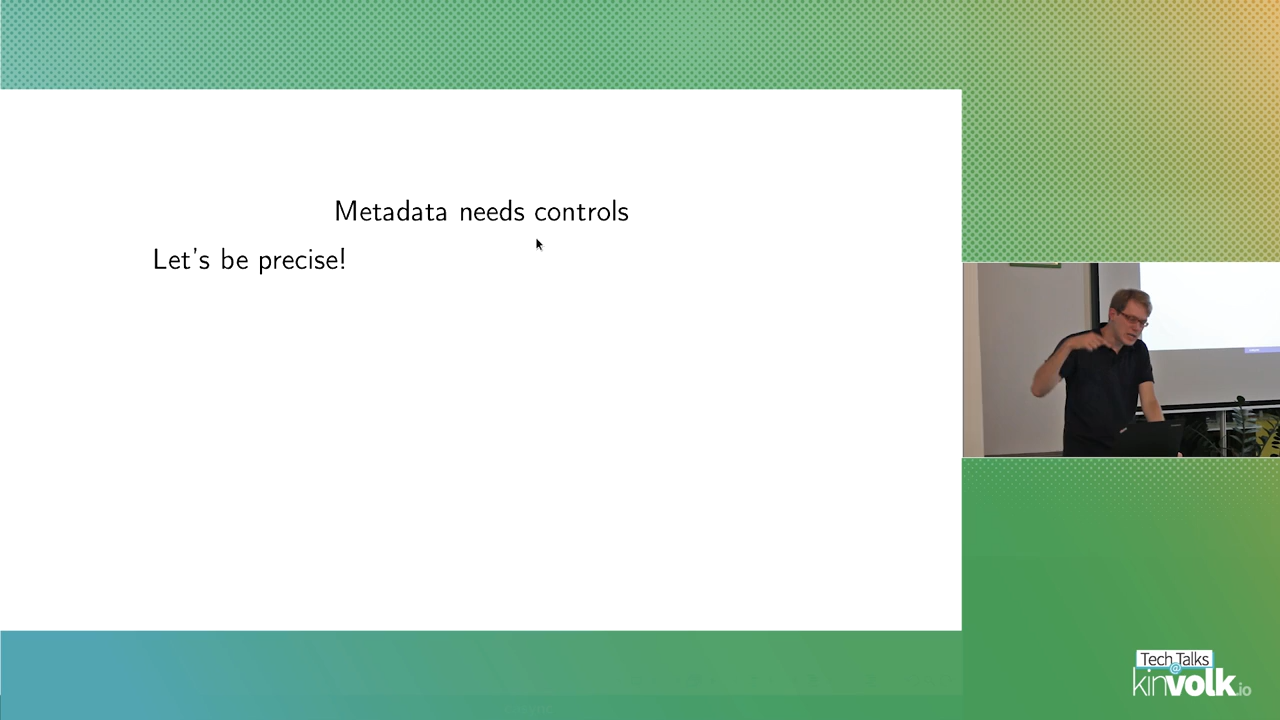 Metadata needs controls
Let's be precise!
Tech Talks
@
kinvolk.io